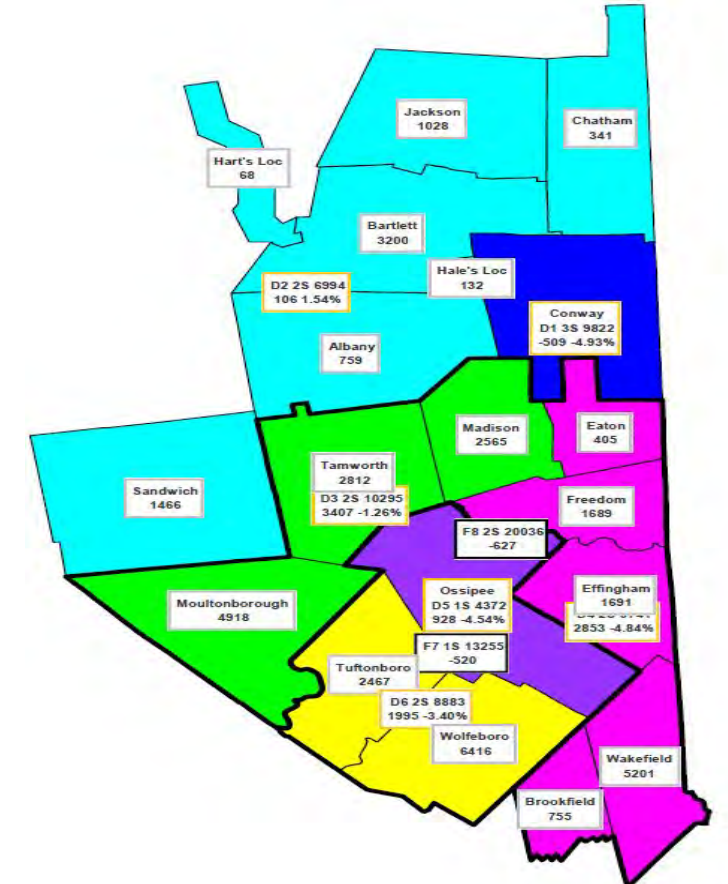 Jackson
1028
Chatham
341
Hart's Loc
68
Bartlett
3200
Hale's Loc
132
D2 2S 6994
106 1.54%
Conway
D1 3S 9822
-509 -4.93%
Albany
759
Madison
2565
Eaton
405
Tamworth
2812
D3 2S 10295
3407 -1.26%
Sandwich
1466
Freedom
1689
F8 2S 20036
-627
Moultonborough
4918
Ossipee
D5 1S 4372
928 -4.54%
Effingham
1691
2853 -4.84%
F7 1S 13255
-520
Tuftonboro
2467
D6 2S 8883
1995 -3.40%
Wolfeboro
6416
Wakefield
5201
Brookfield
755